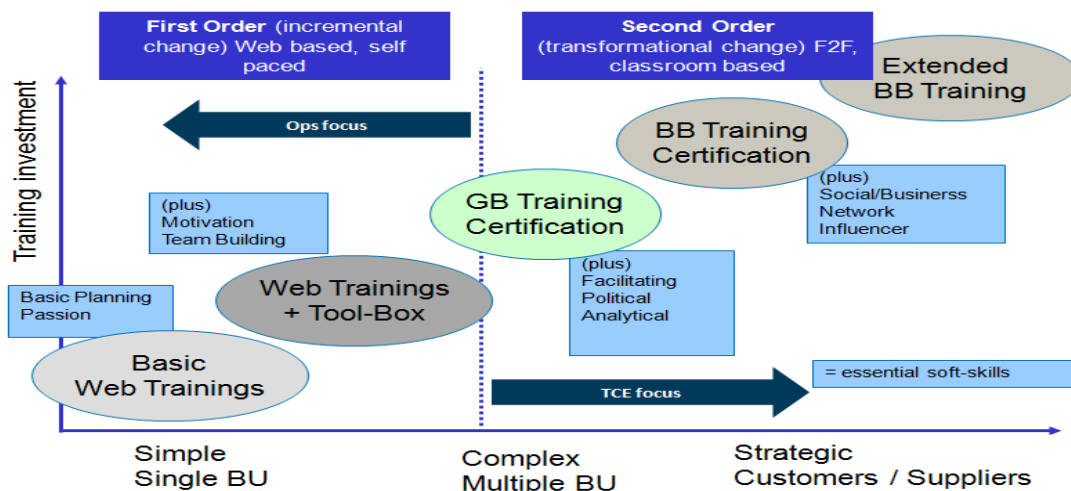 First Order (incremental
change) Web based, self
paced
Second Order
(transformational change) F2F,
classroom based
Extended
BB Training
Ops focus
BB Training
Certification
Training investment
(plus)
Motivation
Team Building
GB Training
Certification
(plus)
Social/Businerss
Network
Influencer
Basic Planning
Passion
Web Trainings
+ Tool-Box
(plus)
Facilitating
Political
Analytical
Basic
Web Trainings
TCE focus
= essential soft-skills
Simple
Single BU
Complex
Multiple BU
Strategic
Customers / Suppliers